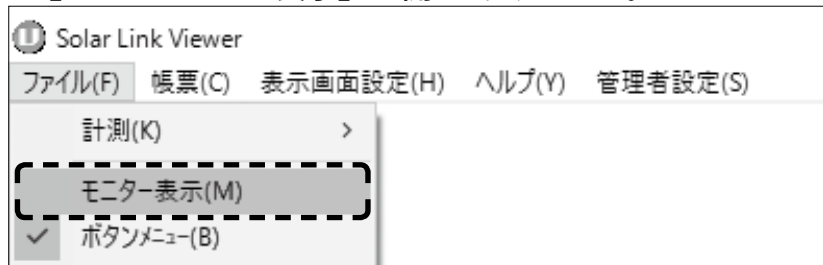 Solar Link Viewer
ファイル(F) 帳票(C) 表示画面設定(H) ヘルプ(Y) 管理者設定(S)
計測(K)
モニター表示(M)
ボタンメニュー(B)